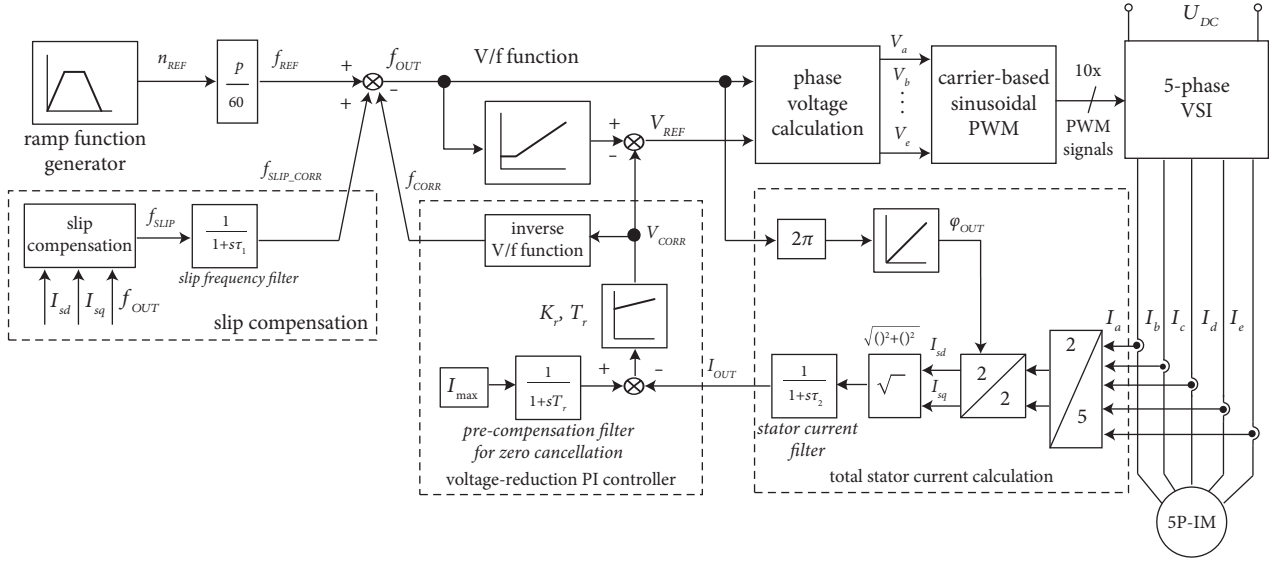 U_DC
n_REF
p
60
f_REF
+
+
-
f_OUT
V/f function
ramp function
generator
+
-
V_REF
phase
voltage
calculation
V_a
V_b
V_e
carrier-based
sinusoidal
PWM
10x
PWM
signals
5-phase
VSI
f_SLIP_CORR
f_CORR
slip
compensation
f_SLIP
1
1+sτ_1
slip frequency filter
I_sd
I_sq
f_OUT
slip compensation
inverse
V/f function
V_CORR
K_r, T_r
I_max
1
1+sT_r
+
-
I_OUT
pre-compensation filter
for zero cancellation
voltage-reduction PI controller
2π
φ_OUT
√()²+()²
√
1
1+sτ_2
stator current
filter
I_sd
I_sq
2
2
2
5
total stator current calculation
I_a
I_b
I_c
I_d
I_e
5P-IM